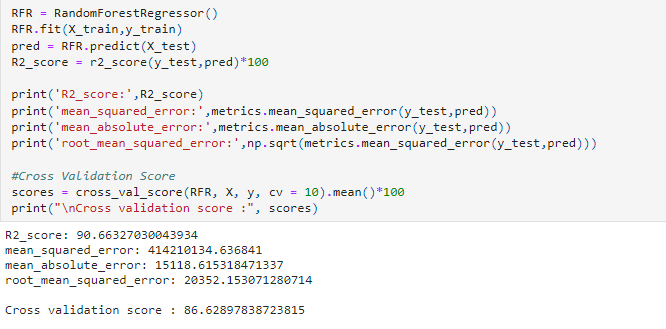 RFR = RandomForestRegressor()
RFR.fit(X_train,y_train)
pred = RFR.predict(X_test)
R2_score = r2_score(y_test,pred)*100
print('R2_score:',R2_score)
print('mean_squared_error:',metrics.mean_squared_error(y_test,pred))
print('mean_absolute_error:',metrics.mean_absolute_error(y_test,pred))
print('root_mean_squared_error:',np.sqrt(metrics.mean_squared_error(y_test,pred)))
#Cross Validation Score
scores = cross_val_score(RFR, X, y, cv = 10).mean()*100
print("\nCross validation score :", scores)
R2_score: 90.66327030043934
mean_squared_error: 414210134.636841
mean_absolute_error: 15118.615318471337
root_mean_squared_error: 20352.153071280714
Cross validation score : 86.62897838723815